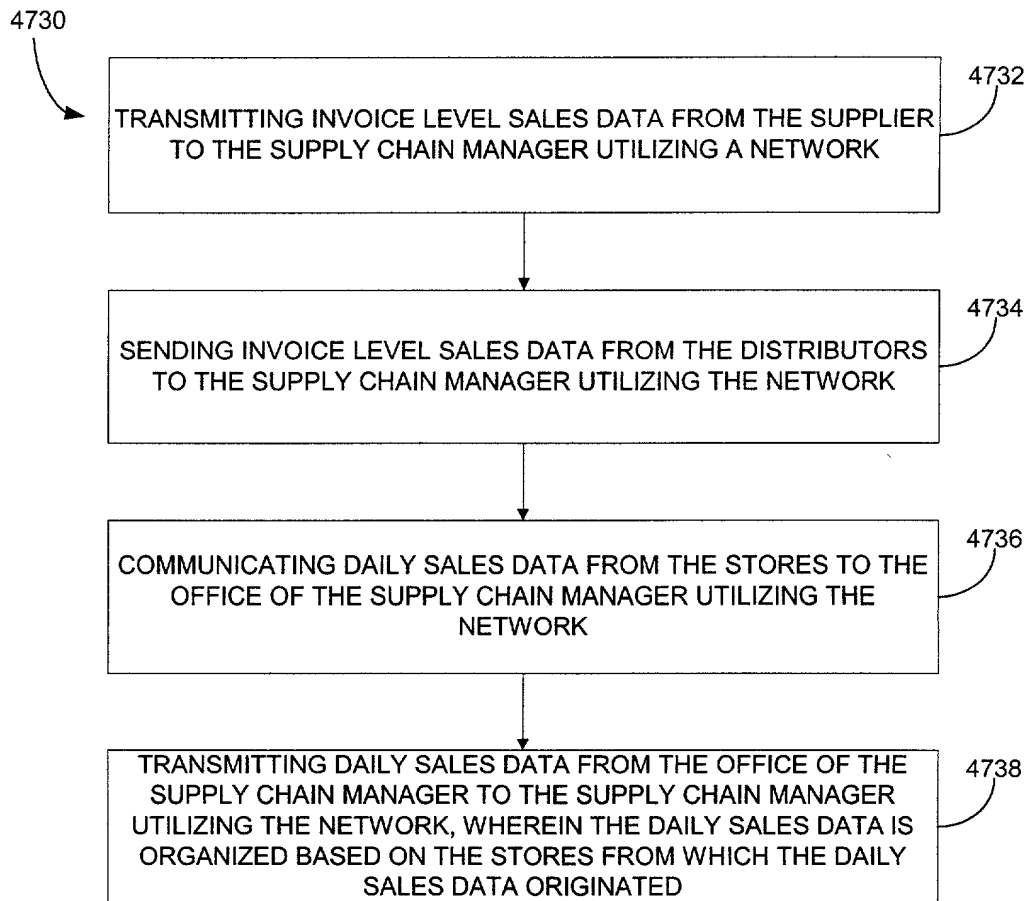 4730
4732
TRANSMITTING INVOICE LEVEL SALES DATA FROM THE SUPPLIER
TO THE SUPPLY CHAIN MANAGER UTILIZING A NETWORK
4734
SENDING INVOICE LEVEL SALES DATA FROM THE DISTRIBUTORS
TO THE SUPPLY CHAIN MANAGER UTILIZING THE NETWORK
4736
COMMUNICATING DAILY SALES DATA FROM THE STORES TO THE
OFFICE OF THE SUPPLY CHAIN MANAGER UTILIZING THE
NETWORK
4738
TRANSMITTING DAILY SALES DATA FROM THE OFFICE OF THE
SUPPLY CHAIN MANAGER TO THE SUPPLY CHAIN MANAGER
UTILIZING THE NETWORK, WHEREIN THE DAILY SALES DATA IS
ORGANIZED BASED ON THE STORES FROM WHICH THE DAILY
SALES DATA ORIGINATED